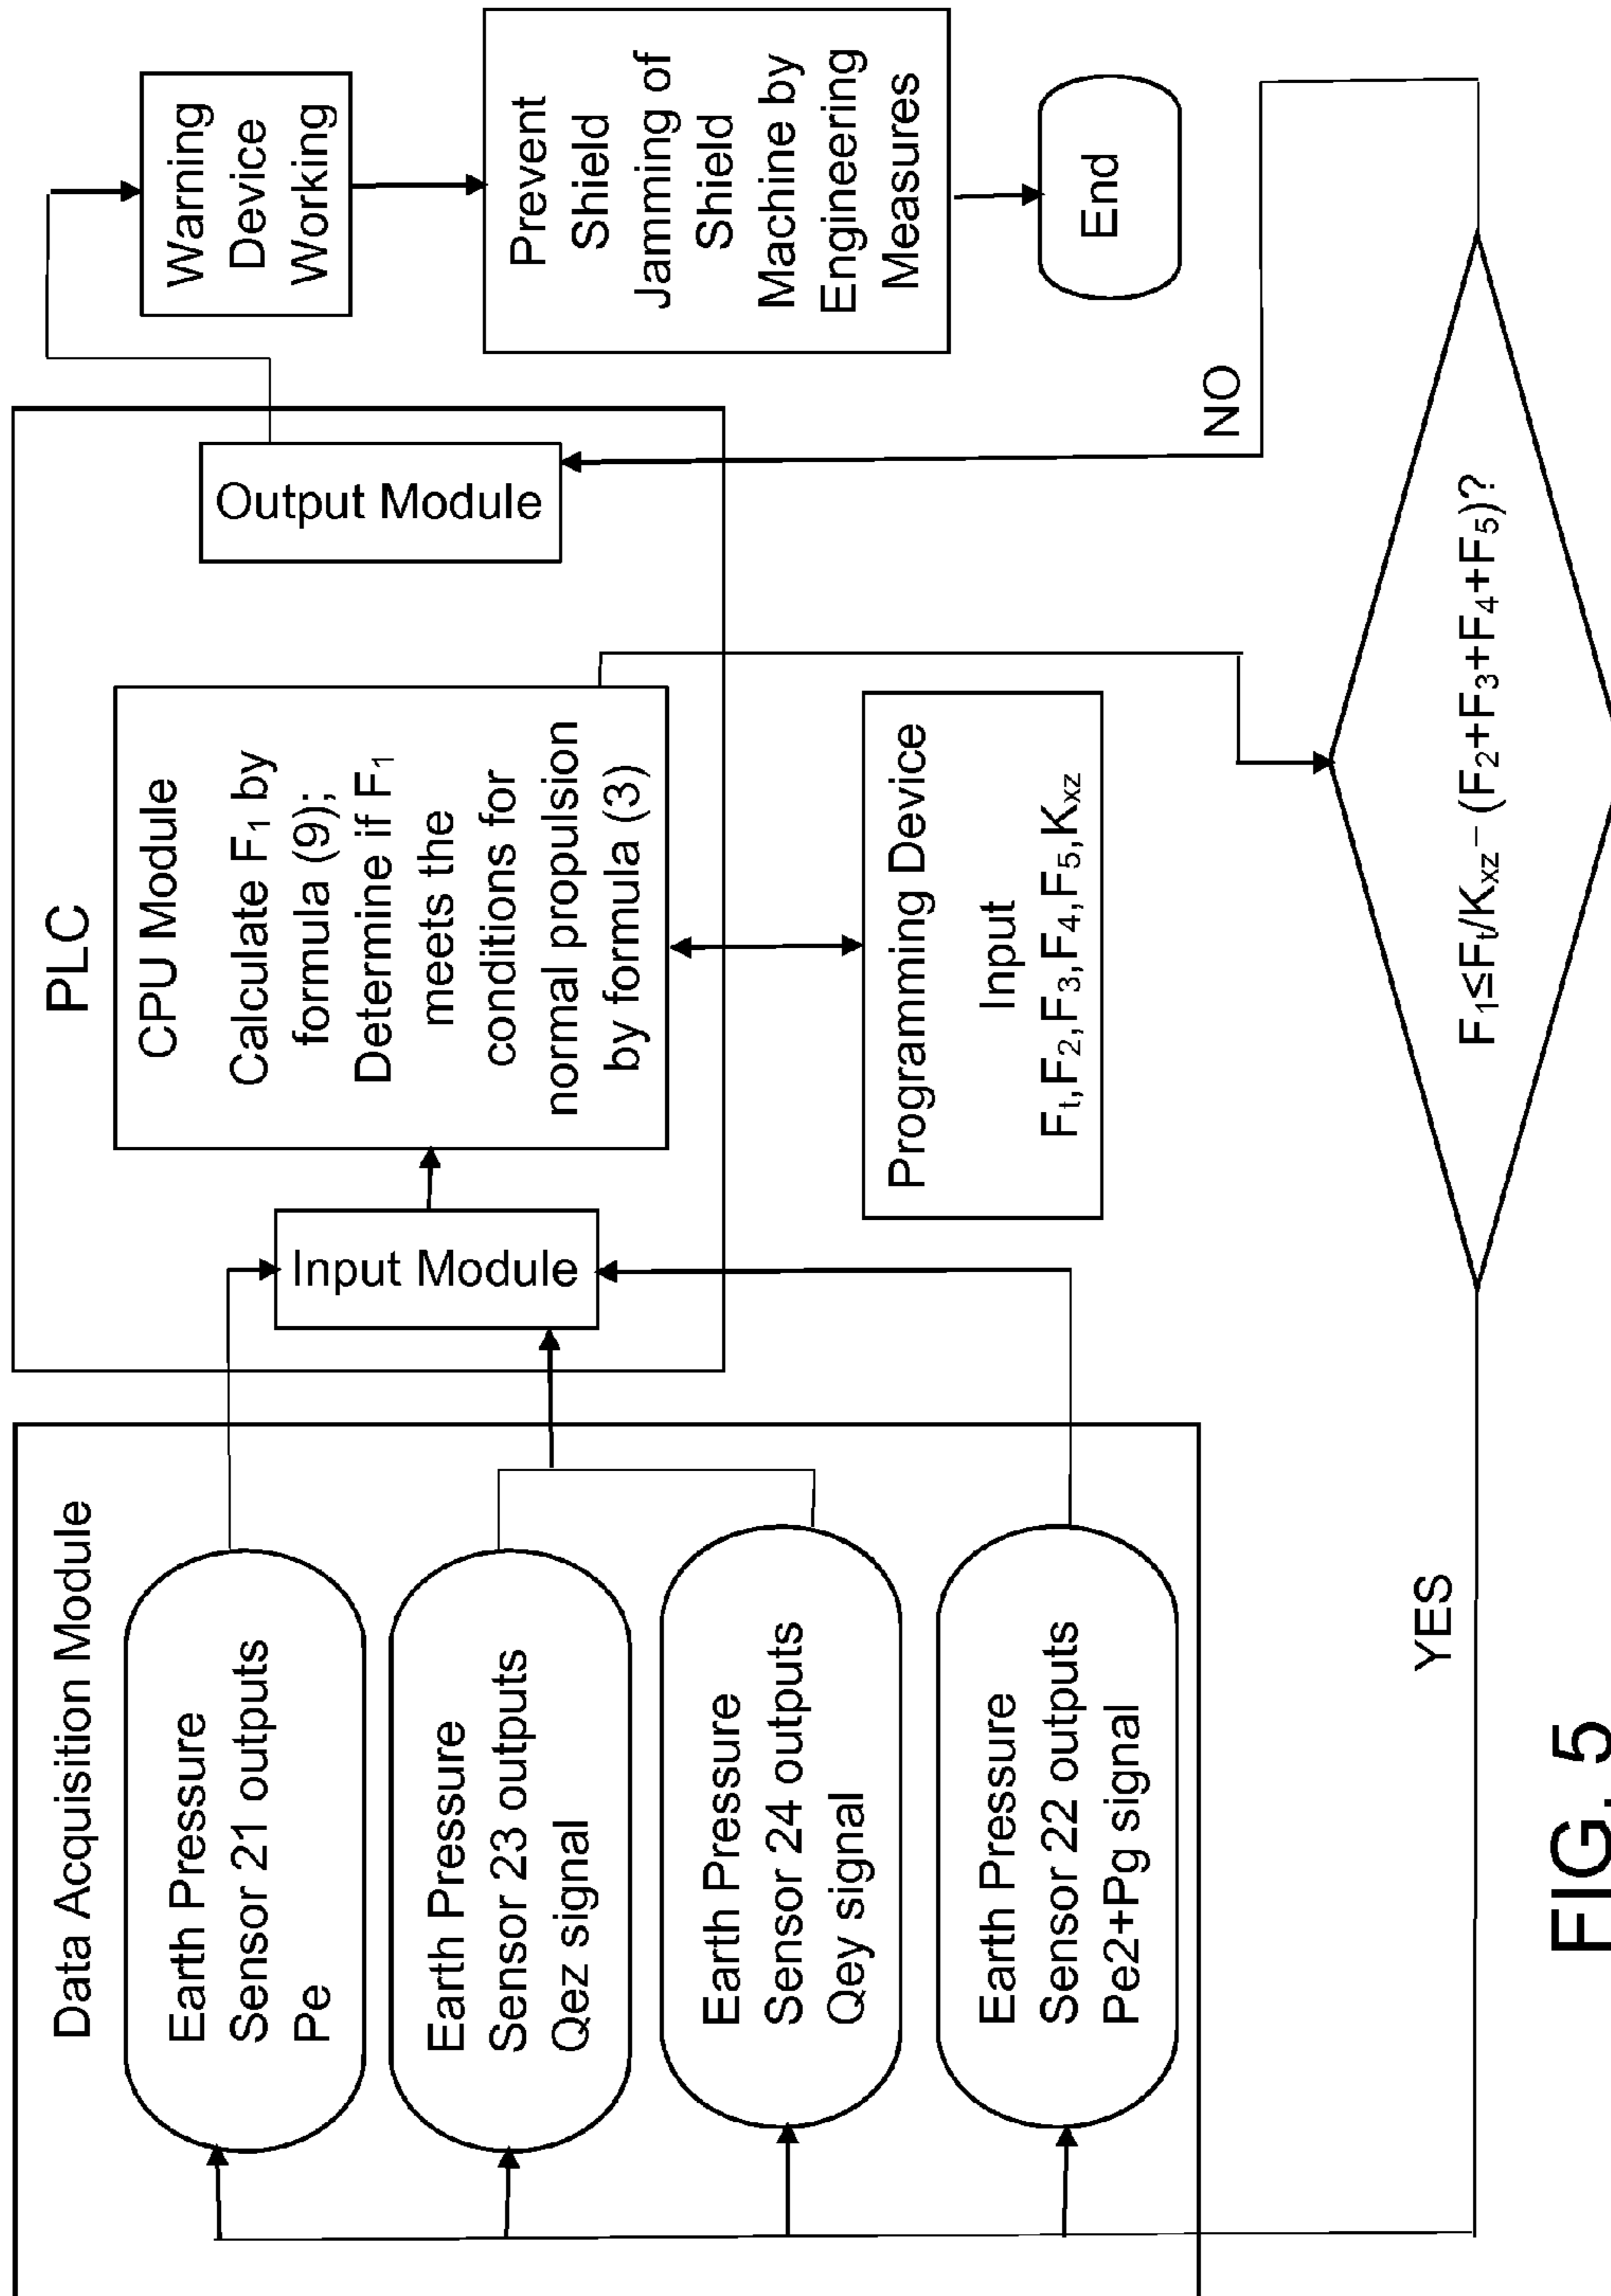 Data Acquisition Module
Earth Pressure
Sensor 21 outputs
Pe
Earth Pressure
Sensor 23 outputs
Qez signal
Earth Pressure
Sensor 24 outputs
Qey signal
Earth Pressure
Sensor 22 outputs
Pe2+Pg signal
PLC
Input Module
CPU Module
Calculate F₁ by
formula (9);
Determine if F₁
meets the
conditions for
normal propulsion
by formula (3)
Output Module
Programming Device
Input
Fₜ,F₂,F₃,F₄,F₅,Kxz
Warning
Device
Working
Prevent
Shield
Jamming of
Shield
Machine by
Engineering
Measures
End
YES
F₁≤Fₜ/Kxz−(F₂+F₃+F₄+F₅)?
NO
FIG. 5